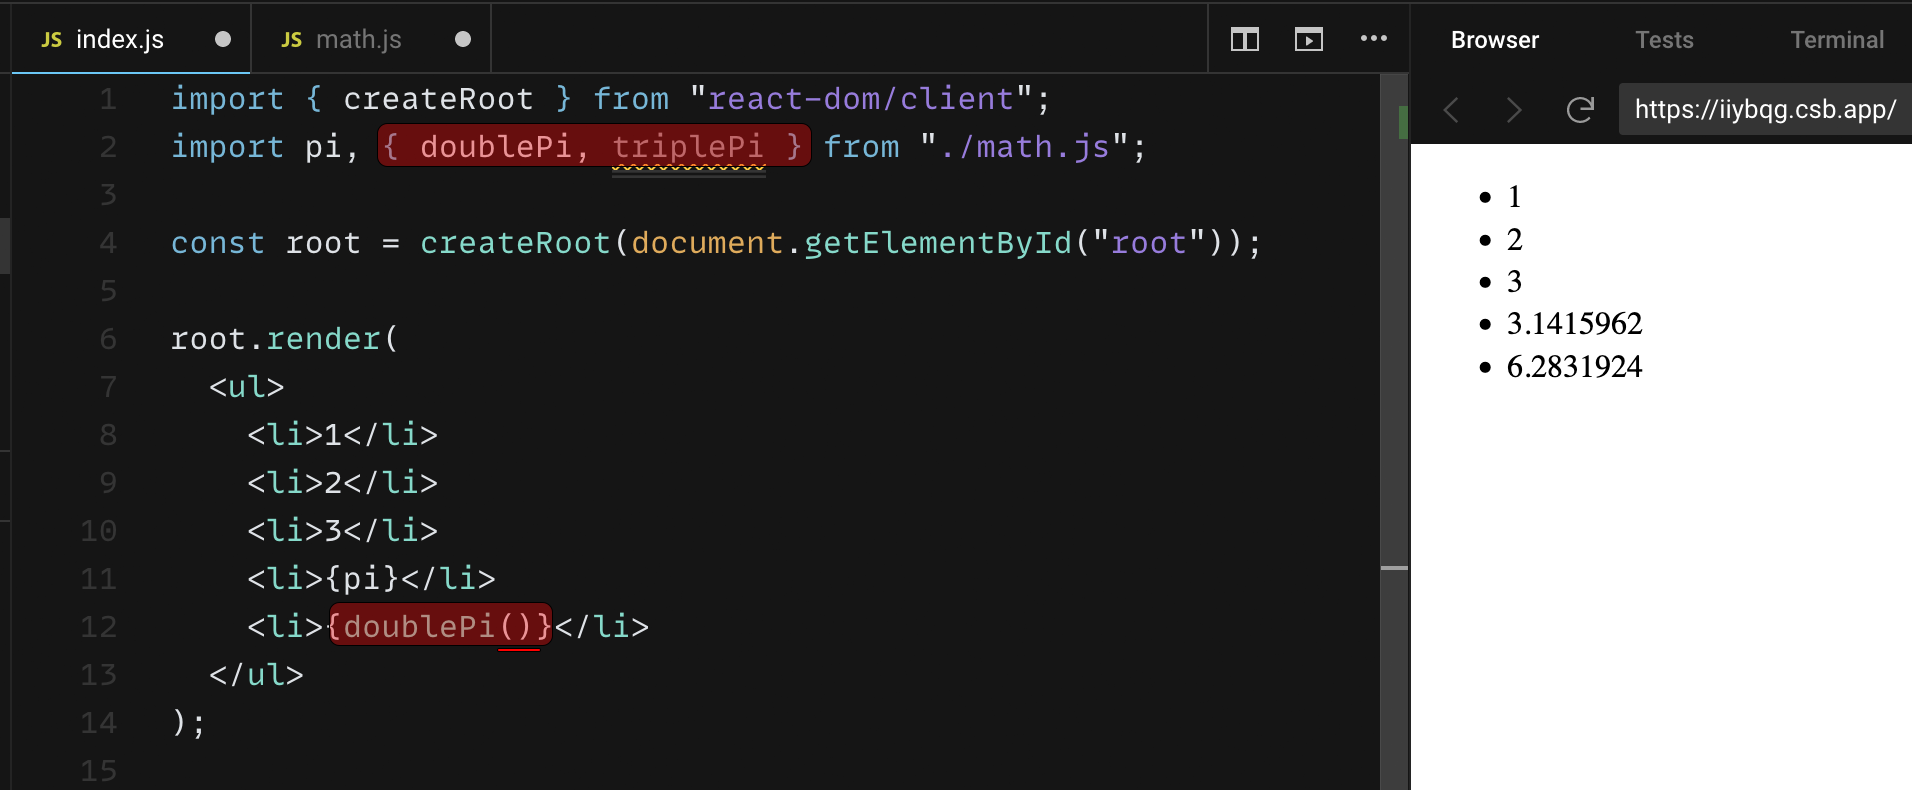 JS index.js JS math.js
1 import { createRoot } from "react-dom/client";
2 import pi, { doublePi, triplePi } from "./math.js";
3
4 const root = createRoot(document.getElementById("root"));
5
6 root.render(
7 <ul>
8 <li>1</li>
9 <li>2</li>
10 <li>3</li>
11 <li>{pi}</li>
12 <li>{doublePi()}</li>
13 </ul>
14 );
15
Browser Tests Terminal
https://iiybqg.csb.app/
• 1
• 2
• 3
• 3.1415962
• 6.2831924